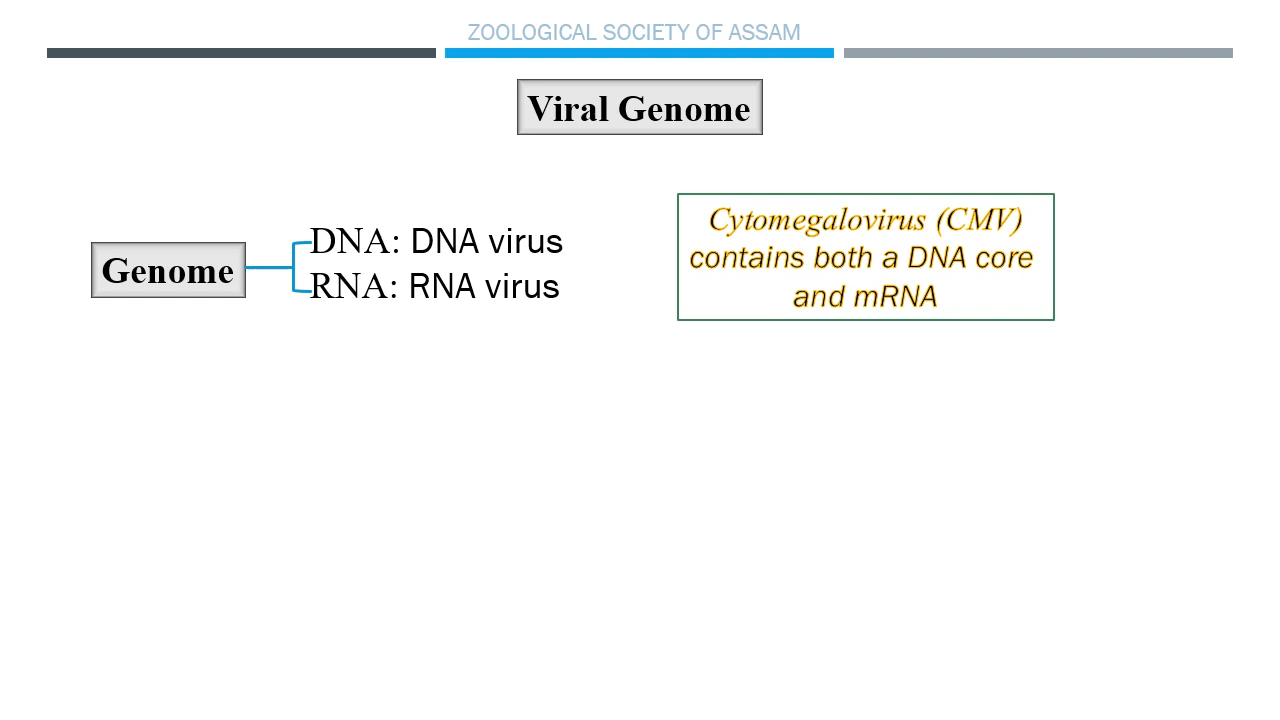 ZOOLOGICAL SOCIETY OF ASSAM
Viral Genome
Genome
DNA: DNA virus
RNA: RNA virus
Cytomegalovirus (CMV)
contains both a DNA core
and mRNA